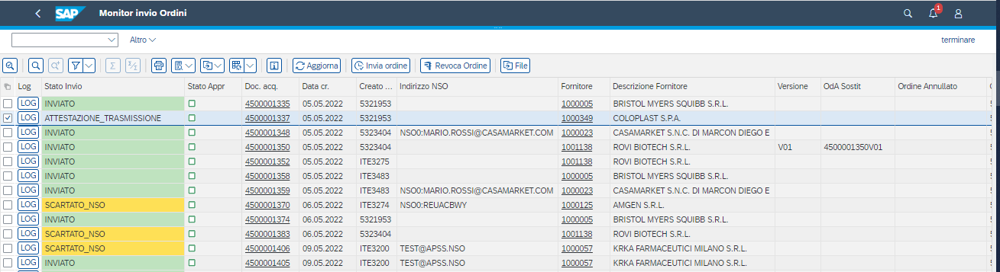 SAP Monitor invio Ordini 1
Altro terminare
Aggiorna Invia ordine Revoca Ordine File
Log Stato Invio Stato Appr Doc. acq. Data cr. Creato ... Indirizzo NSO Fornitore Descrizione Fornitore Versione OdA Sostit Ordine Annullato
LOG INVIATO 4500001335 05.05.2022 5321953 1000005 BRISTOL MYERS SQUIBB S.R.L.
LOG ATTESTAZIONE_TRASMISSIONE 4500001337 05.05.2022 5321953 1000349 COLOPLAST S.P.A.
LOG INVIATO 4500001348 05.05.2022 5323404 NSO0:MARIO.ROSSI@CASAMARKET.COM 1000023 CASAMARKET S.N.C. DI MARCON DIEGO E
LOG INVIATO 4500001350 05.05.2022 5323404 1001138 ROVI BIOTECH S.R.L. V01 4500001350V01
LOG INVIATO 4500001352 05.05.2022 ITE3275 1001138 ROVI BIOTECH S.R.L.
LOG INVIATO 4500001358 05.05.2022 ITE3483 1000005 BRISTOL MYERS SQUIBB S.R.L.
LOG INVIATO 4500001359 05.05.2022 ITE3483 NSO0:MARIO.ROSSI@CASAMARKET.COM 1000023 CASAMARKET S.N.C. DI MARCON DIEGO E
LOG SCARTATO_NSO 4500001370 06.05.2022 ITE3274 NSO0:REUACBWY 1000125 AMGEN S.R.L.
LOG INVIATO 4500001374 06.05.2022 5321953 1000005 BRISTOL MYERS SQUIBB S.R.L.
LOG SCARTATO_NSO 4500001383 06.05.2022 5323404 1001138 ROVI BIOTECH S.R.L.
LOG SCARTATO_NSO 4500001406 09.05.2022 ITE3200 TEST@APSS.NSO 1000057 KRKA FARMACEUTICI MILANO S.R.L.
LOG INVIATO 4500001405 09.05.2022 ITE3200 TEST@APSS.NSO 1000057 KRKA FARMACEUTICI MILANO S.R.L.